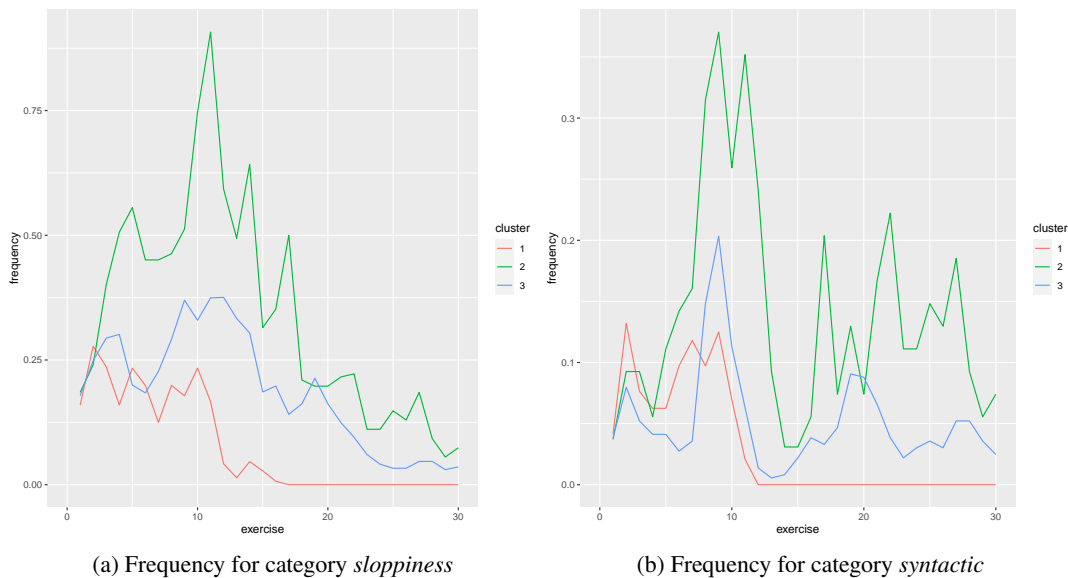 0.75
0.50
0.25
0.00
frequency
0
10
20
30
exercise
cluster
1
2
3
(a) Frequency for category sloppiness
0.3
0.2
0.1
0.0
frequency
0
10
20
30
exercise
cluster
1
2
3
(b) Frequency for category syntactic